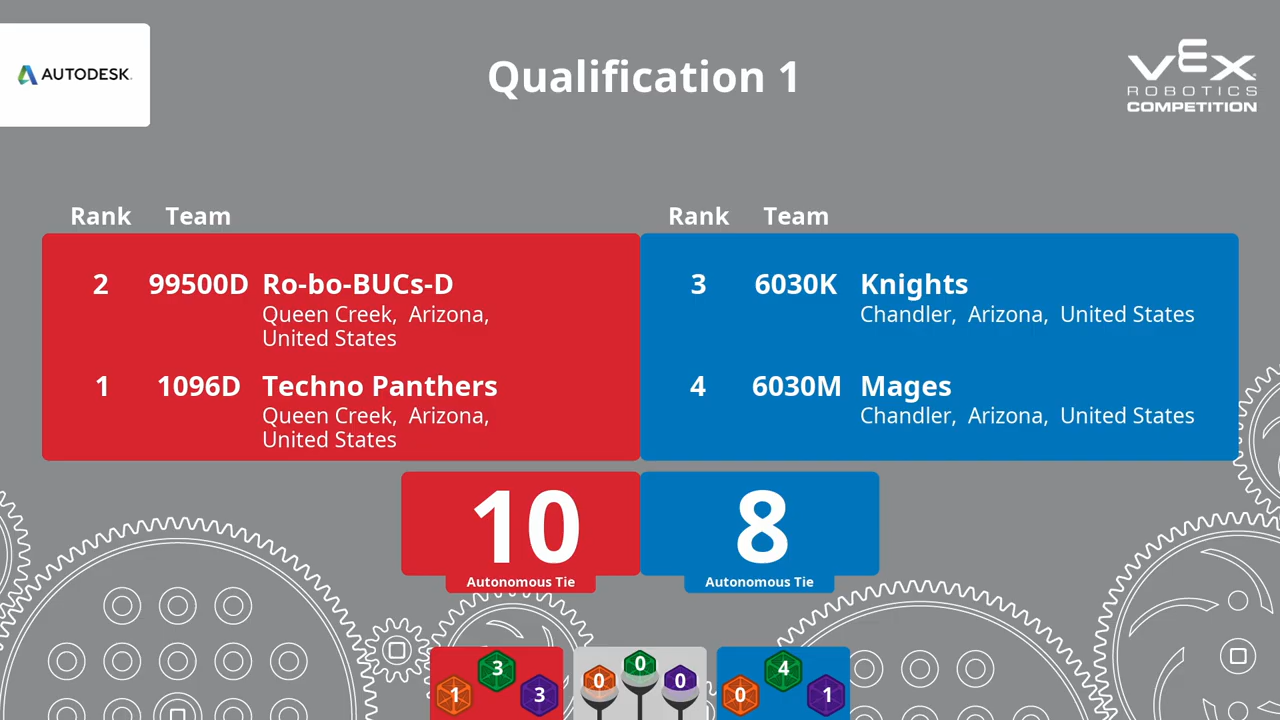 AUTODESK.
Qualification 1
VEX
ROBOTICS
COMPETITION
Rank Team
2 99500D Ro-bo-BUCs-D
Queen Creek, Arizona,
United States
1 1096D Techno Panthers
Queen Creek, Arizona,
United States
Rank Team
3 6030K Knights
Chandler, Arizona, United States
4 6030M Mages
Chandler, Arizona, United States
10
Autonomous Tie
8
Autonomous Tie
1 3 3
0 0 0
0 4 1